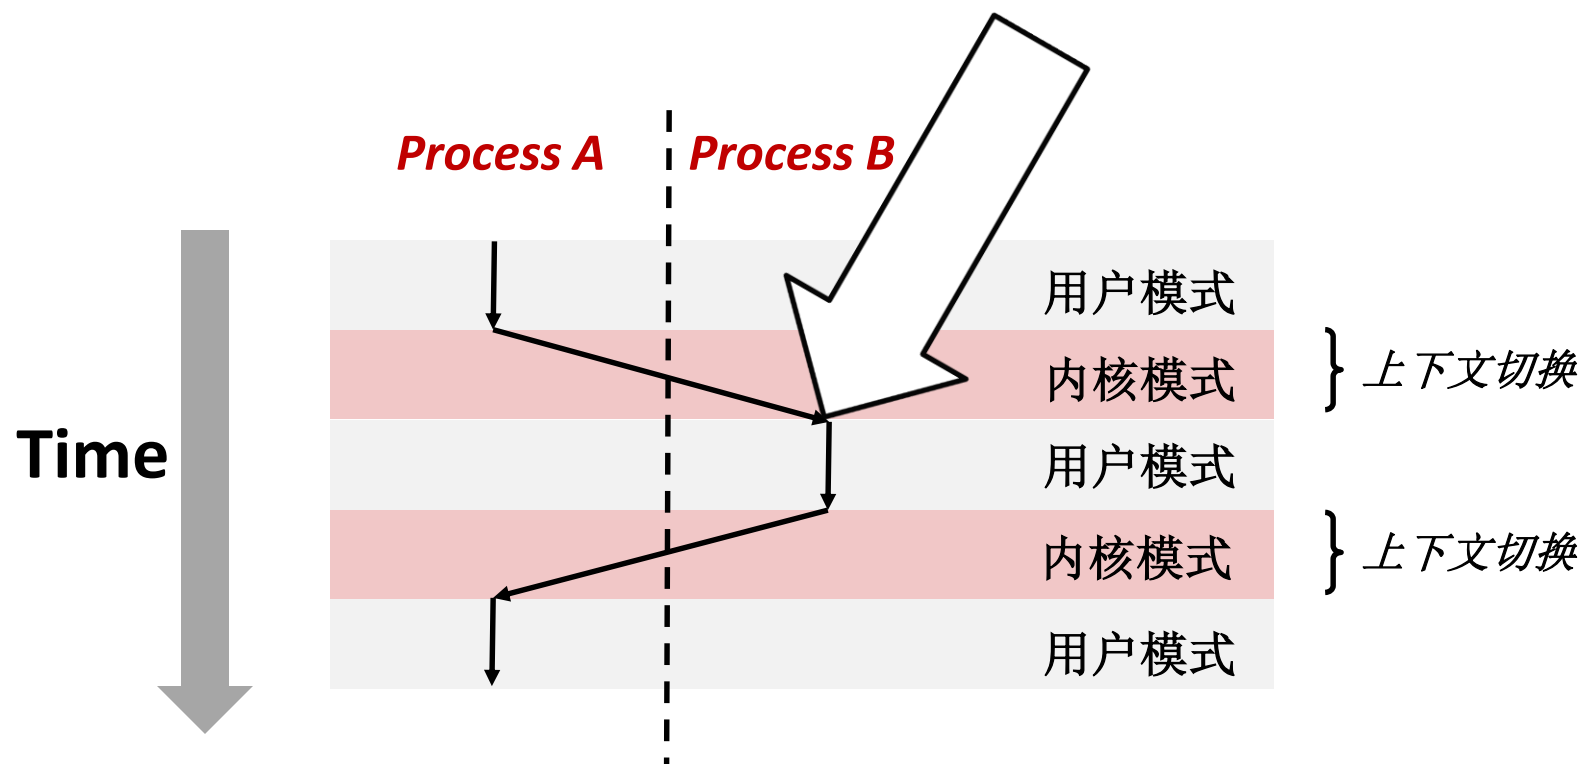 Process A
Process B
用户模式
内核模式
上下文切换
Time
用户模式
内核模式
上下文切换
用户模式